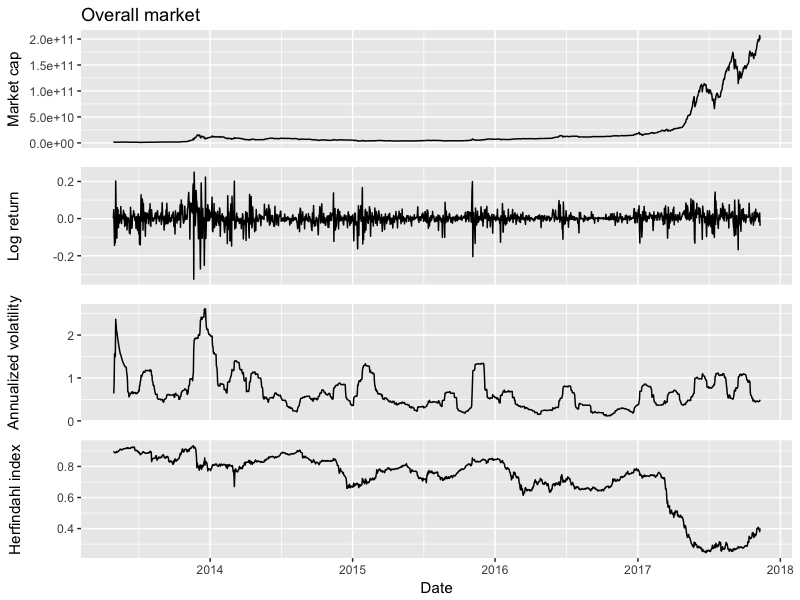 Overall market
Market cap
2.0e+11
1.5e+11
1.0e+11
5.0e+10
0.0e+00
Log return
0.2
0.0
-0.2
Annualized volatility
2
1
0
Herfindahl index
0.8
0.6
0.4
2014
2015
2016
2017
2018
Date